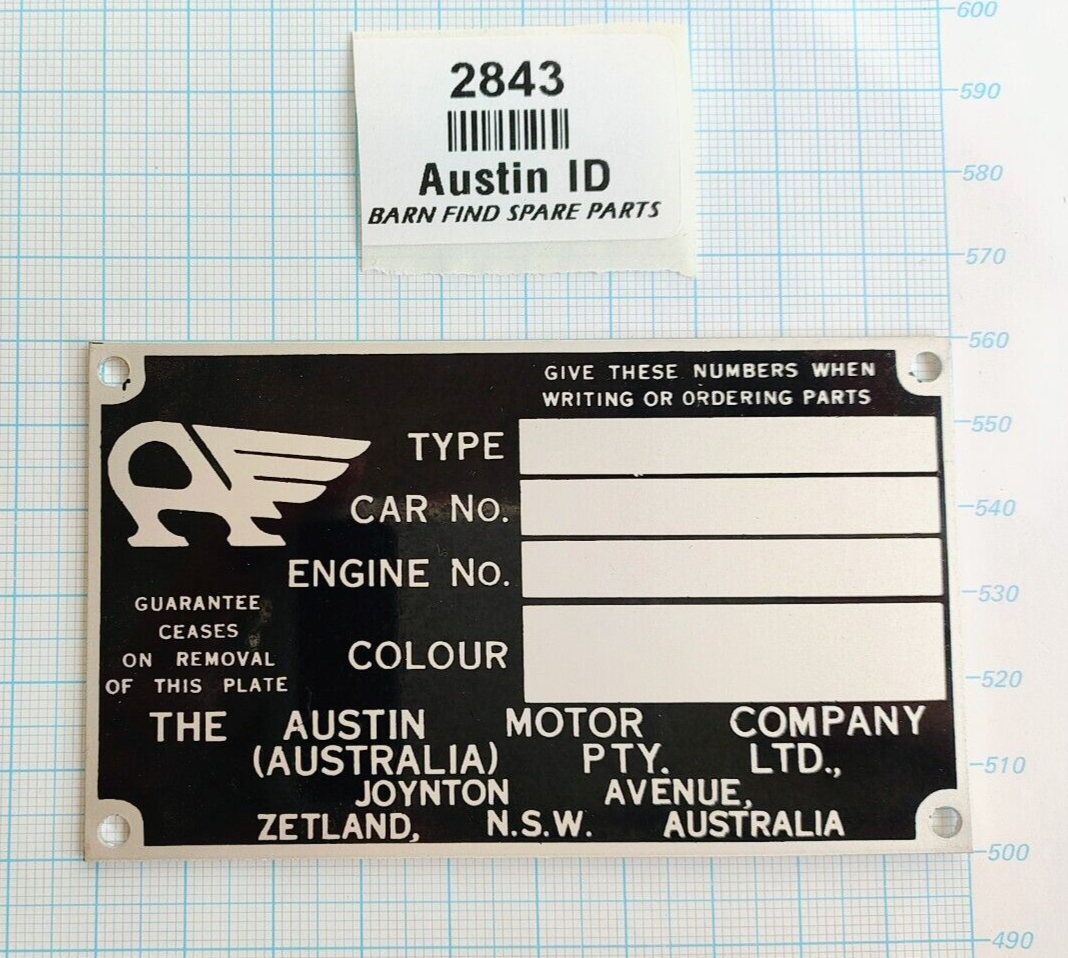 600
2843
590
Austin ID
580
BARN FIND SPARE PARTS
570
560
GIVE THESE NUMBERS WHEN
WRITING OR ORDERING PARTS
550
TYPE
CAR No.
540
ENGINE No.
530
GUARANTEE
CEASES
ON REMOVAL
OF THIS PLATE
COLOUR
520
THE AUSTIN MOTOR COMPANY
(AUSTRALIA) PTY. LTD.,
510
JOYNTON AVENUE,
ZETLAND, N.S.W. AUSTRALIA
500
490